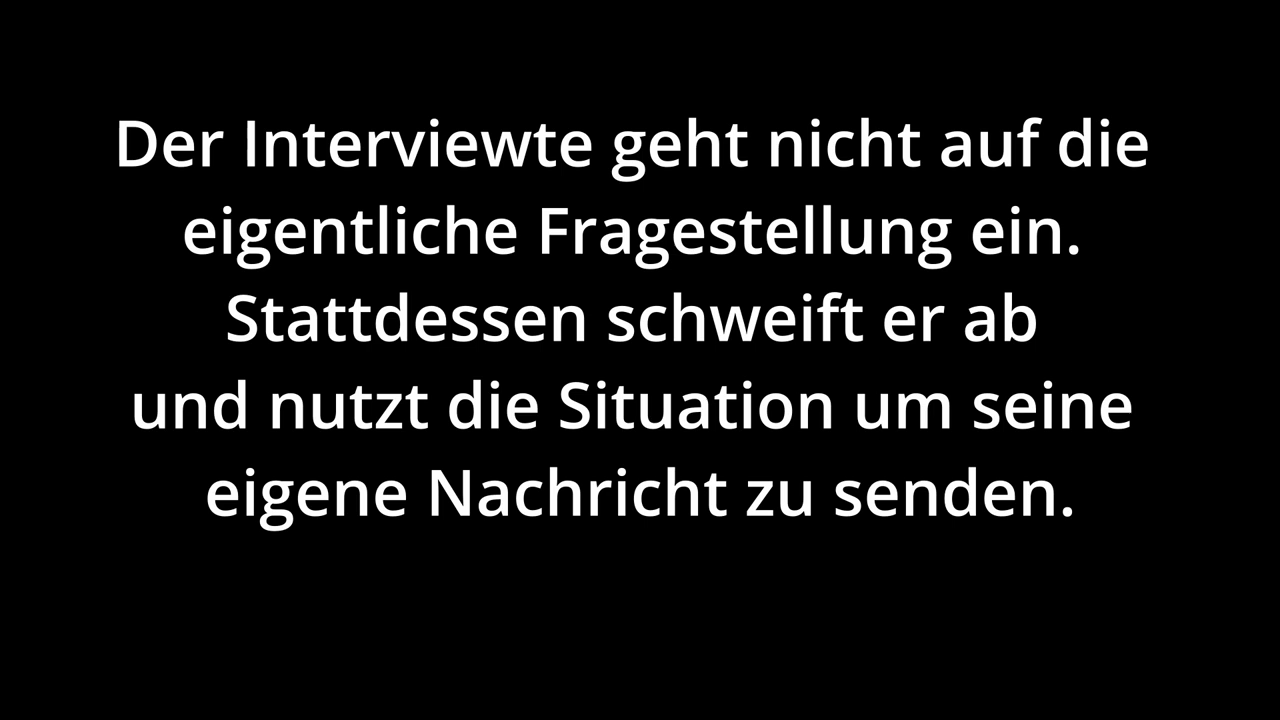 Der Interviewte geht nicht auf die
eigentliche Fragestellung ein.
Stattdessen schweift er ab
und nutzt die Situation um seine
eigene Nachricht zu senden.